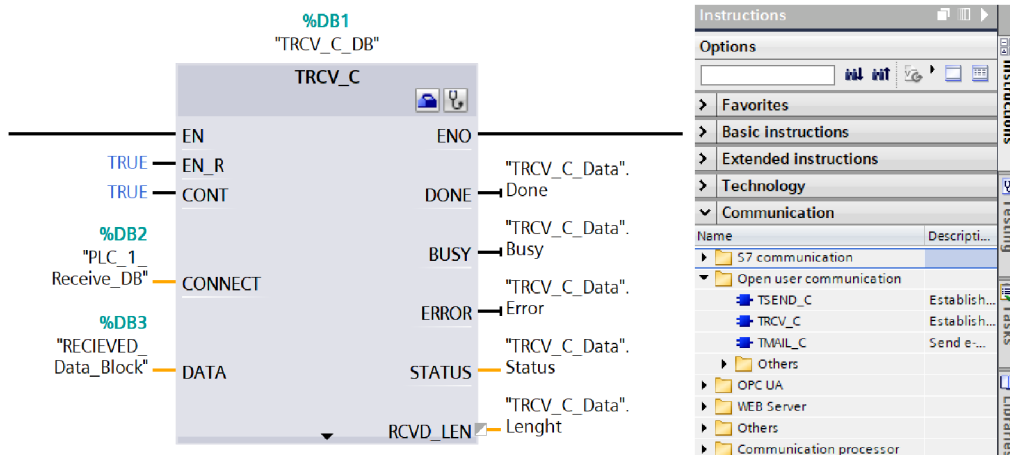 %DB1
"TRCV_C_DB"
TRCV_C
EN
ENO
TRUE
EN_R
"TRCV_C_Data".
Done
TRUE
CONT
DONE
%DB2
"PLC_1_
Receive_DB"
CONNECT
"TRCV_C_Data".
Busy
BUSY
"TRCV_C_Data".
Error
ERROR
%DB3
"RECIEVED_
Data_Block"
DATA
"TRCV_C_Data".
Status
STATUS
"TRCV_C_Data".
Lenght
RCVD_LEN
Instructions
Options
Favorites
Basic instructions
Extended instructions
Technology
Communication
Name Descripti...
S7 communication
Open user communication
TSEND_C Establish...
TRCV_C Establish...
TMAIL_C Send e-...
Others
OPC UA
WEB Server
Others
Communication processor
Instructions
Testing
Tasks
Libraries